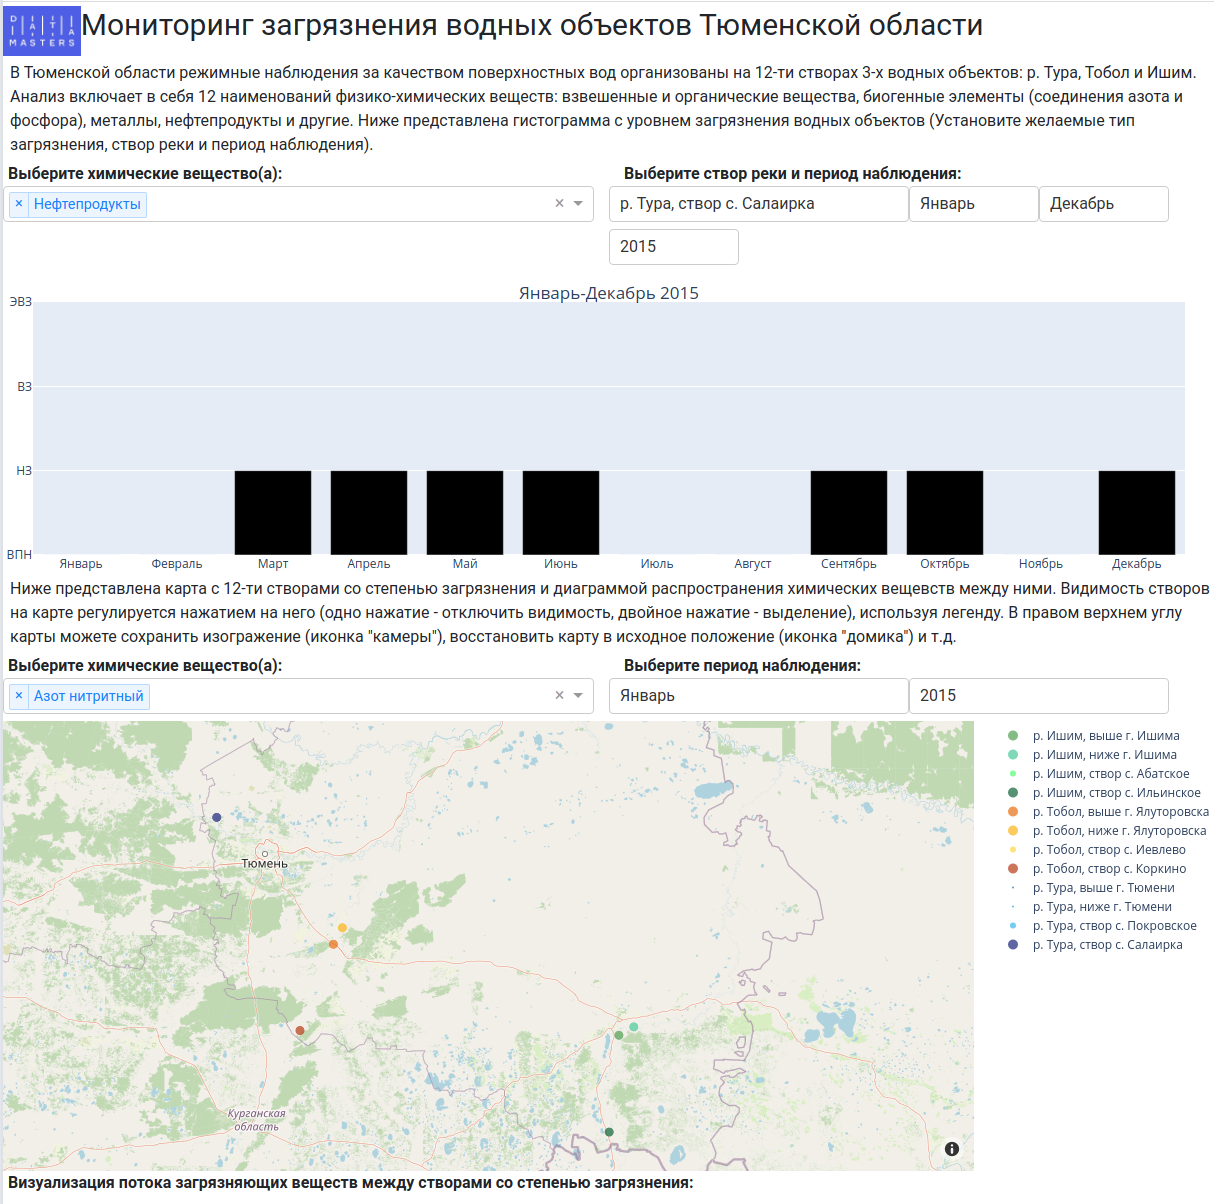 DATA
MASTERS
Мониторинг загрязнения водных объектов Тюменской области
В Тюменской области режимные наблюдения за качеством поверхностных вод организованы на 12-ти створах 3-х водных объектов: р. Тура, Тобол и Ишим.
Анализ включает в себя 12 наименований физико-химических веществ: взвешенные и органические вещества, биогенные элементы (соединения азота и
фосфора), металлы, нефтепродукты и другие. Ниже представлена гистограмма с уровнем загрязнения водных объектов (Установите желаемые тип
загрязнения, створ реки и период наблюдения).
Выберите химические вещество(а):
Выберите створ реки и период наблюдения:
× Нефтепродукты ×
р. Тура, створ с. Салаирка
Январь
Декабрь
2015
Январь-Декабрь 2015
ЭВЗ
ВЗ
НЗ
ВПН
Январь Февраль Март Апрель Май Июнь Июль Август Сентябрь Октябрь Ноябрь Декабрь
Ниже представлена карта с 12-ти створами со степенью загрязнения и диаграммой распространения химических вещевств между ними. Видимость створов
на карте регулируется нажатием на него (одно нажатие - отключить видимость, двойное нажатие - выделение), используя легенду. В правом верхнем углу
карты можете сохранить изогражение (иконка "камеры"), восстановить карту в исходное положение (иконка "домика") и т.д.
Выберите химические вещество(а):
Выберите период наблюдения:
× Азот нитритный ×
Январь
2015
Тюмень
Курганская
область
р. Ишим, выше г. Ишима
р. Ишим, ниже г. Ишима
р. Ишим, створ с. Абатское
р. Ишим, створ с. Ильинское
р. Тобол, выше г. Ялуторовска
р. Тобол, ниже г. Ялуторовска
р. Тобол, створ с. Иевлево
р. Тобол, створ с. Коркино
р. Тура, выше г. Тюмени
р. Тура, ниже г. Тюмени
р. Тура, створ с. Покровское
р. Тура, створ с. Салаирка
Визуализация потока загрязняющих веществ между створами со степенью загрязнения: